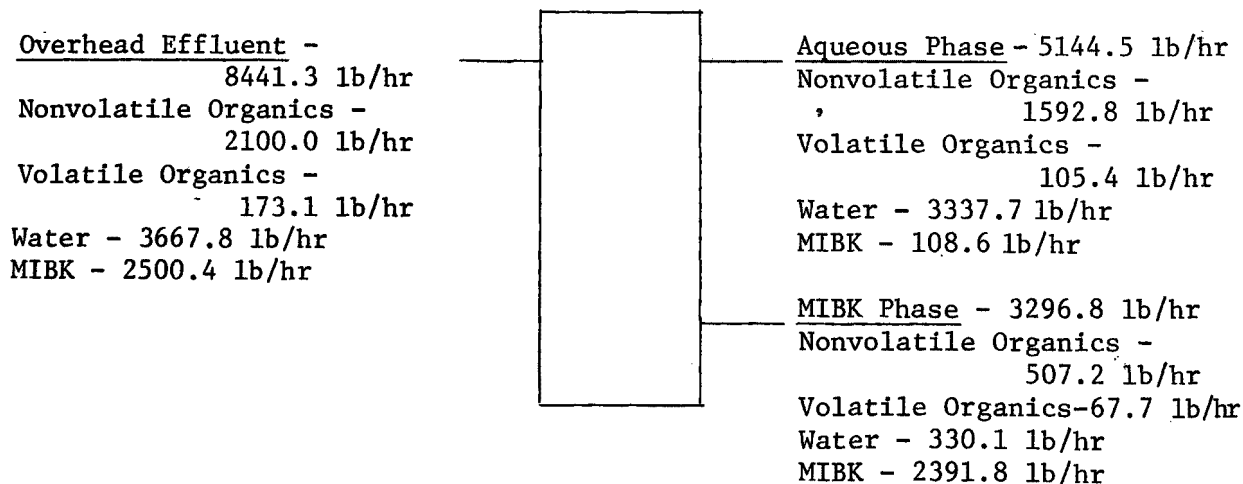 Overhead Effluent -
8441.3 lb/hr
Nonvolatile Organics -
2100.0 lb/hr
Volatile Organics -
173.1 lb/hr
Water - 3667.8 lb/hr
MIBK - 2500.4 lb/hr
Aqueous Phase - 5144.5 lb/hr
Nonvolatile Organics -
1592.8 lb/hr
Volatile Organics -
105.4 lb/hr
Water - 3337.7 lb/hr
MIBK - 108.6 lb/hr
MIBK Phase - 3296.8 lb/hr
Nonvolatile Organics -
507.2 lb/hr
Volatile Organics-67.7 lb/hr
Water - 330.1 lb/hr
MIBK - 2391.8 lb/hr